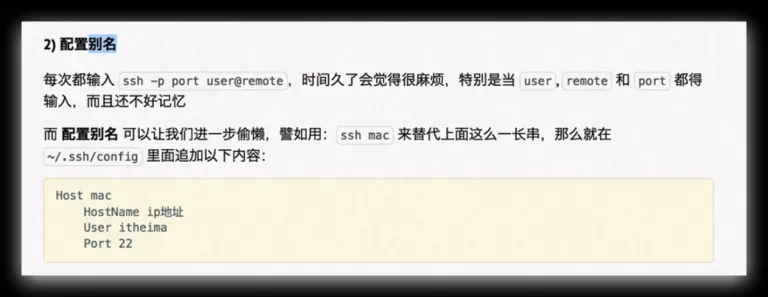 2) 配置别名
每次都输入 ssh -p port user@remote，时间久了会觉得很麻烦，特别是当 user, remote 和 port 都得
输入，而且还不好记忆
而 配置别名 可以让我们进一步偷懒，譬如用：ssh mac 来替代上面这么一长串，那么就在
~/.ssh/config 里面追加以下内容：
Host mac
    HostName ip地址
    User itheima
    Port 22